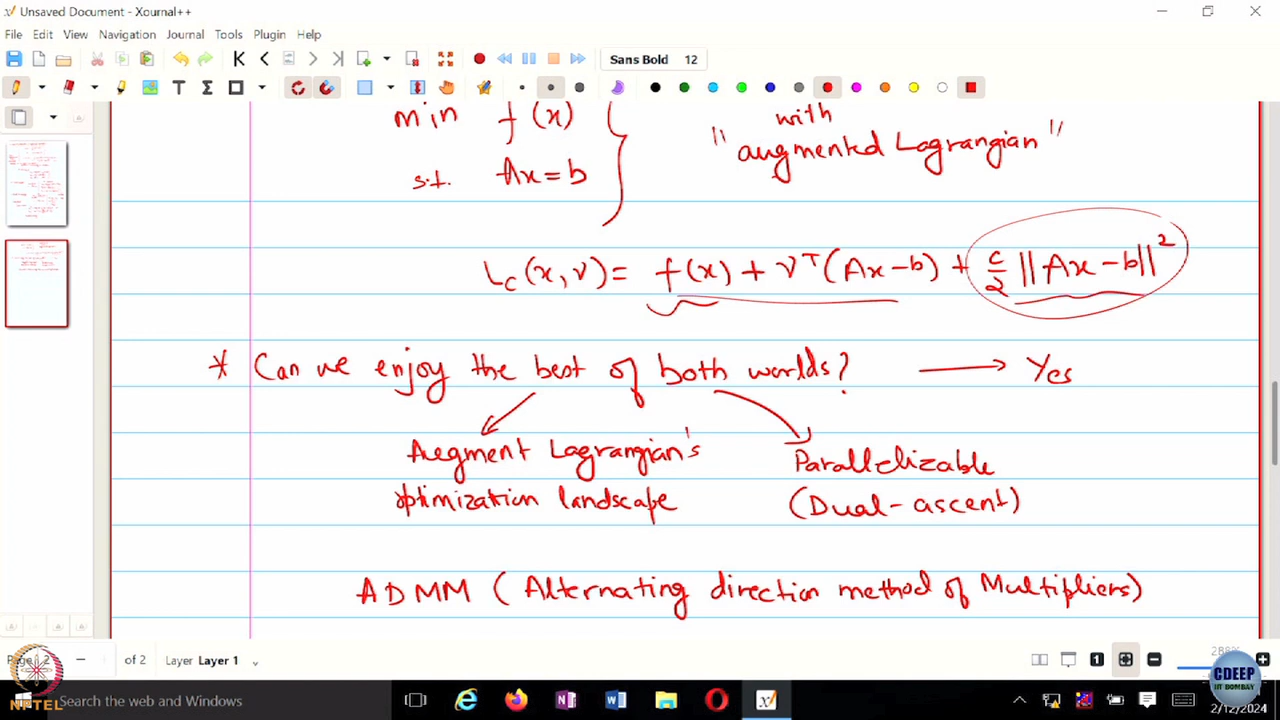 Unsaved Document - Xournal++
File Edit View Navigation Journal Tools Plugin Help
Sans Bold 12
min f(x)
s.t. Ax=b
with
"augmented Lagrangian"
L_c(x,ν)= f(x) + ν^T(Ax-b) + c/2 ||Ax-b||^2
* Can we enjoy the best of both worlds? → Yes
Augment Lagrangian's
optimization landscape
Parallelizable
(Dual-ascent)
ADMM (Alternating direction method of Multipliers)
of 2 Layer Layer 1
288%
Search the web and Windows
NPTEL
CDEEP
IIT BOMBAY
2/12/2024